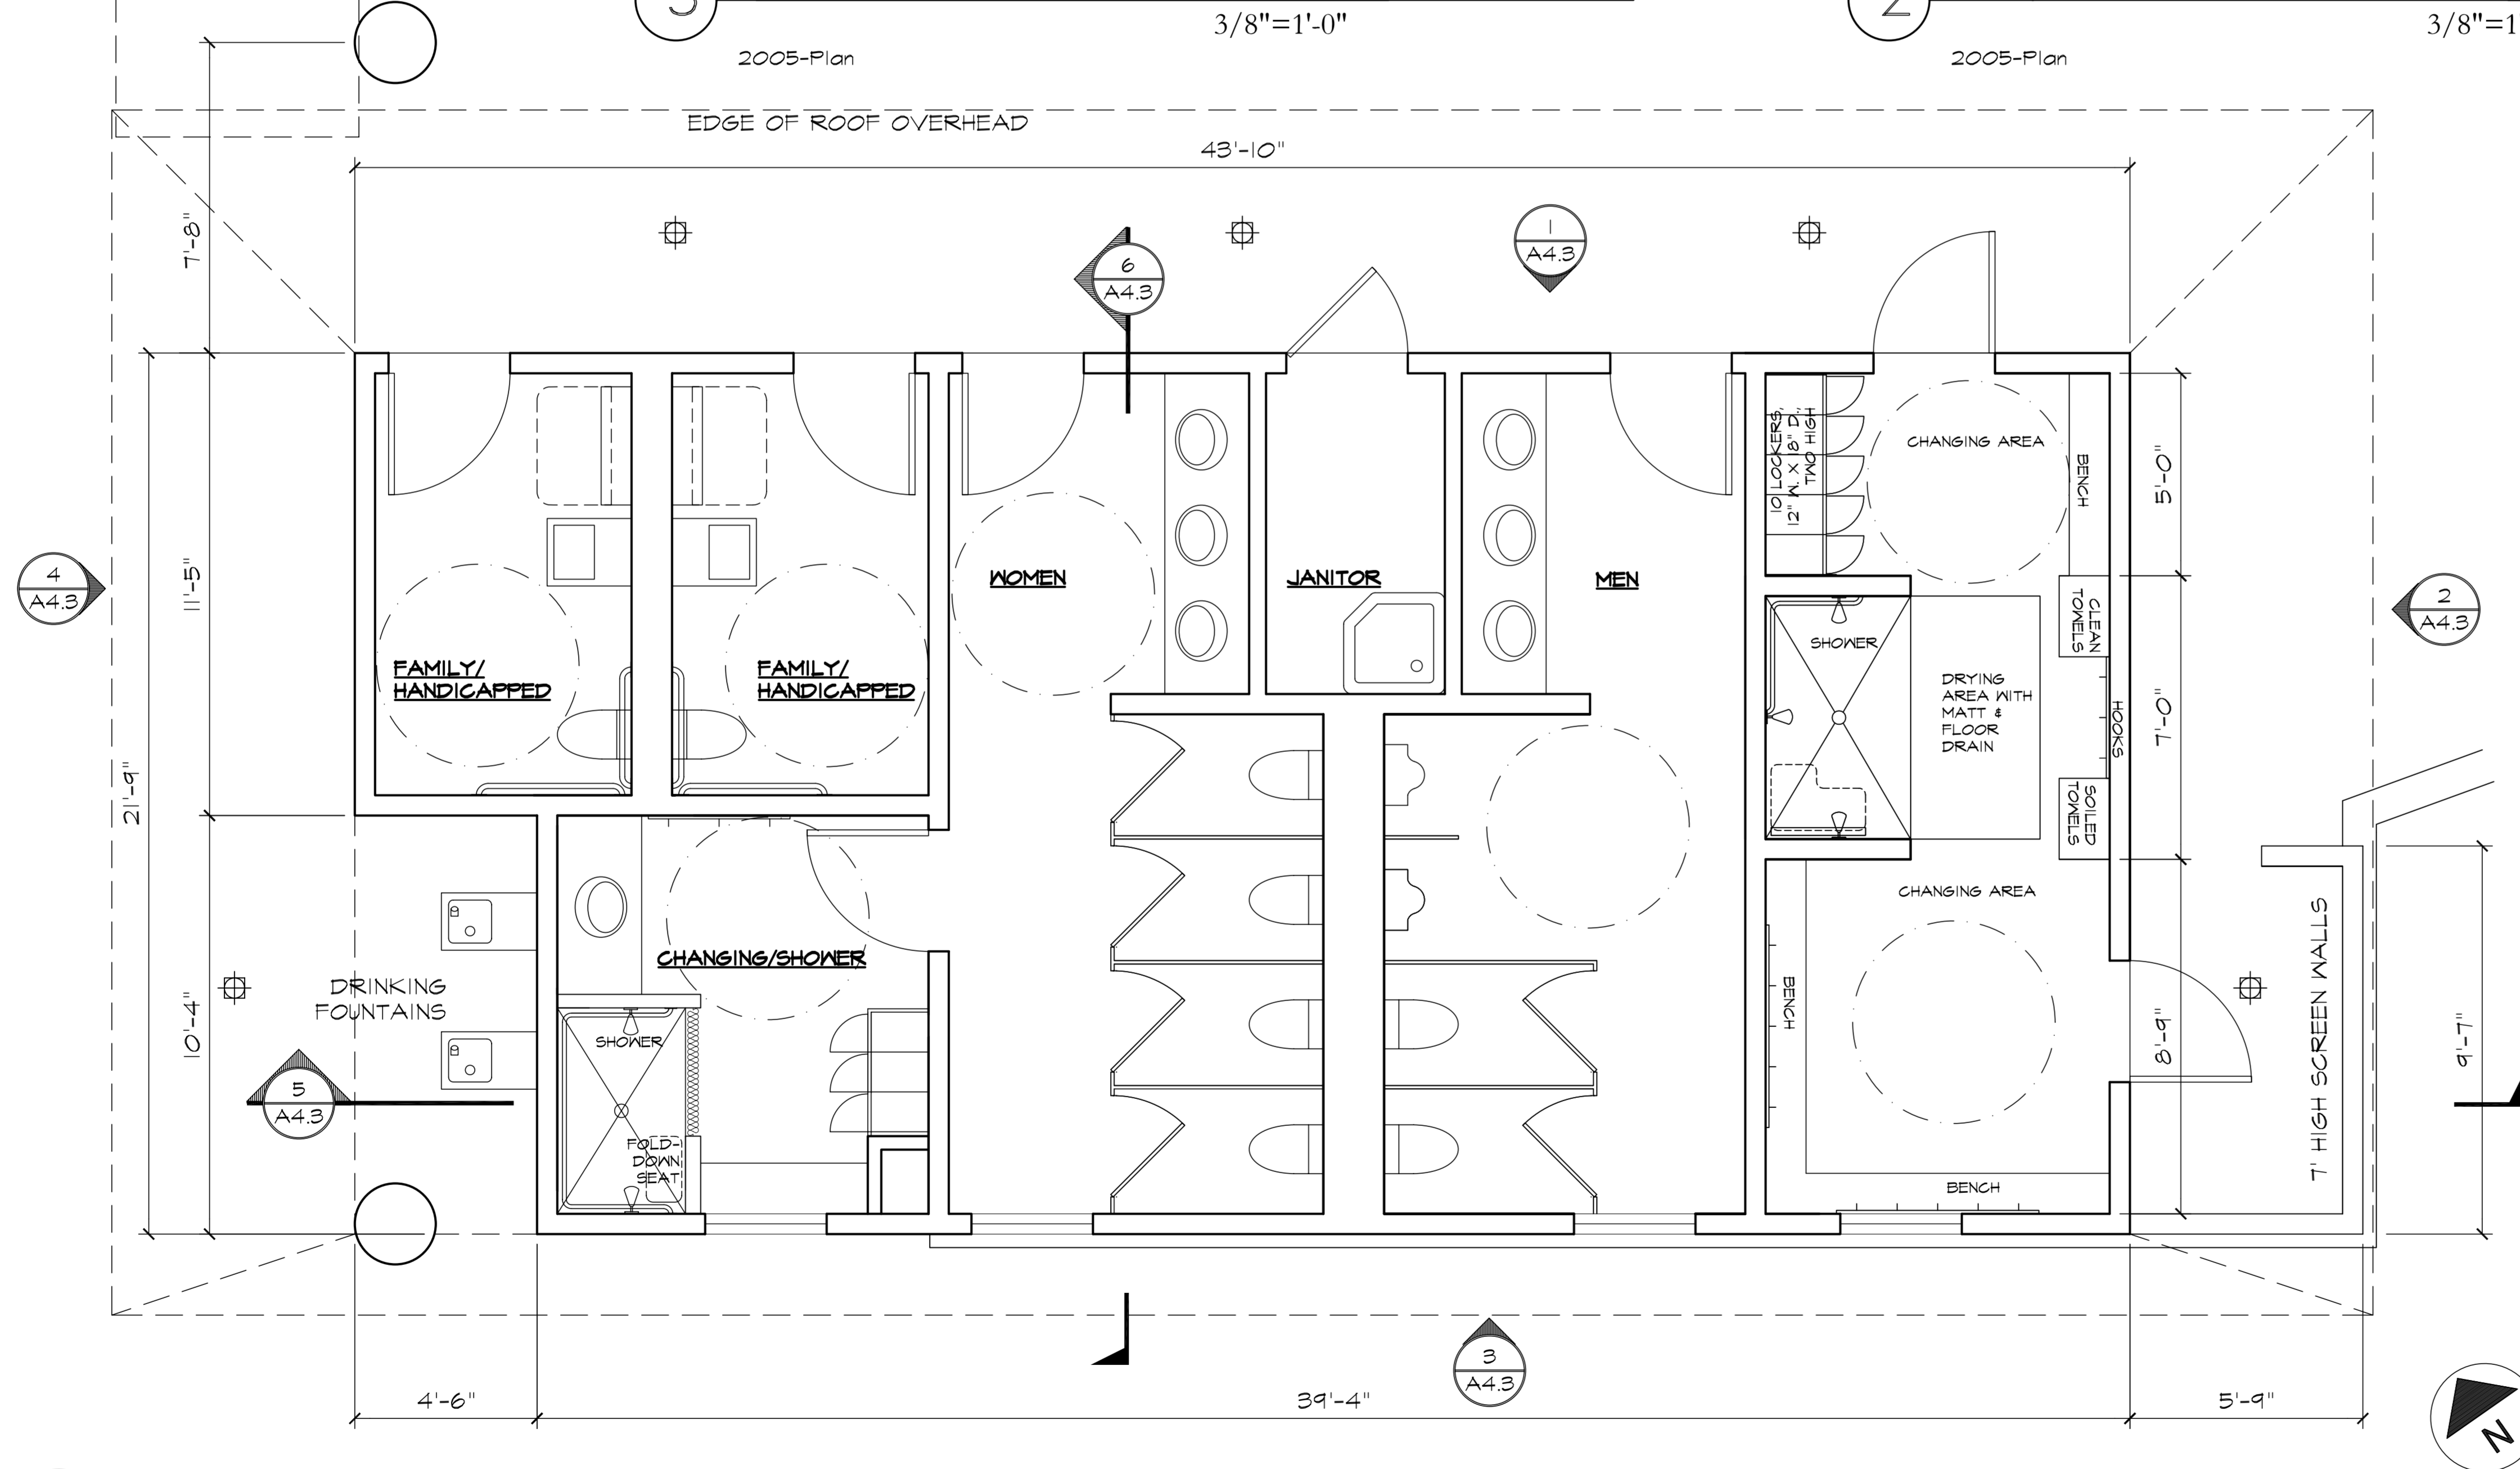 3
3/8"=1'-0"
2005-Plan
2
3/8"=1
2005-Plan
EDGE OF ROOF OVERHEAD
43'-10"
7'-8"
6
A4.3
1
A4.3
10 LOCKERS,
12" W. X 18" D.,
TWO HIGH
CHANGING AREA
BENCH
5'-0"
4
A4.3
11'-5"
WOMEN
JANITOR
MEN
2
A4.3
CLEAN
TOWELS
SHOWER
FAMILY/
HANDICAPPED
FAMILY/
HANDICAPPED
DRYING
AREA WITH
MATT &
FLOOR
DRAIN
HOOKS
7'-0"
21'-9"
SOILED
TOWELS
CHANGING AREA
CHANGING/SHOWER
DRINKING
FOUNTAINS
10'-4"
BENCH
SHOWER
8'-9"
7' HIGH SCREEN WALLS
9'-7"
5
A4.3
FOLD-
DOWN
SEAT
BENCH
3
A4.3
4'-6"
39'-4"
5'-9"
N